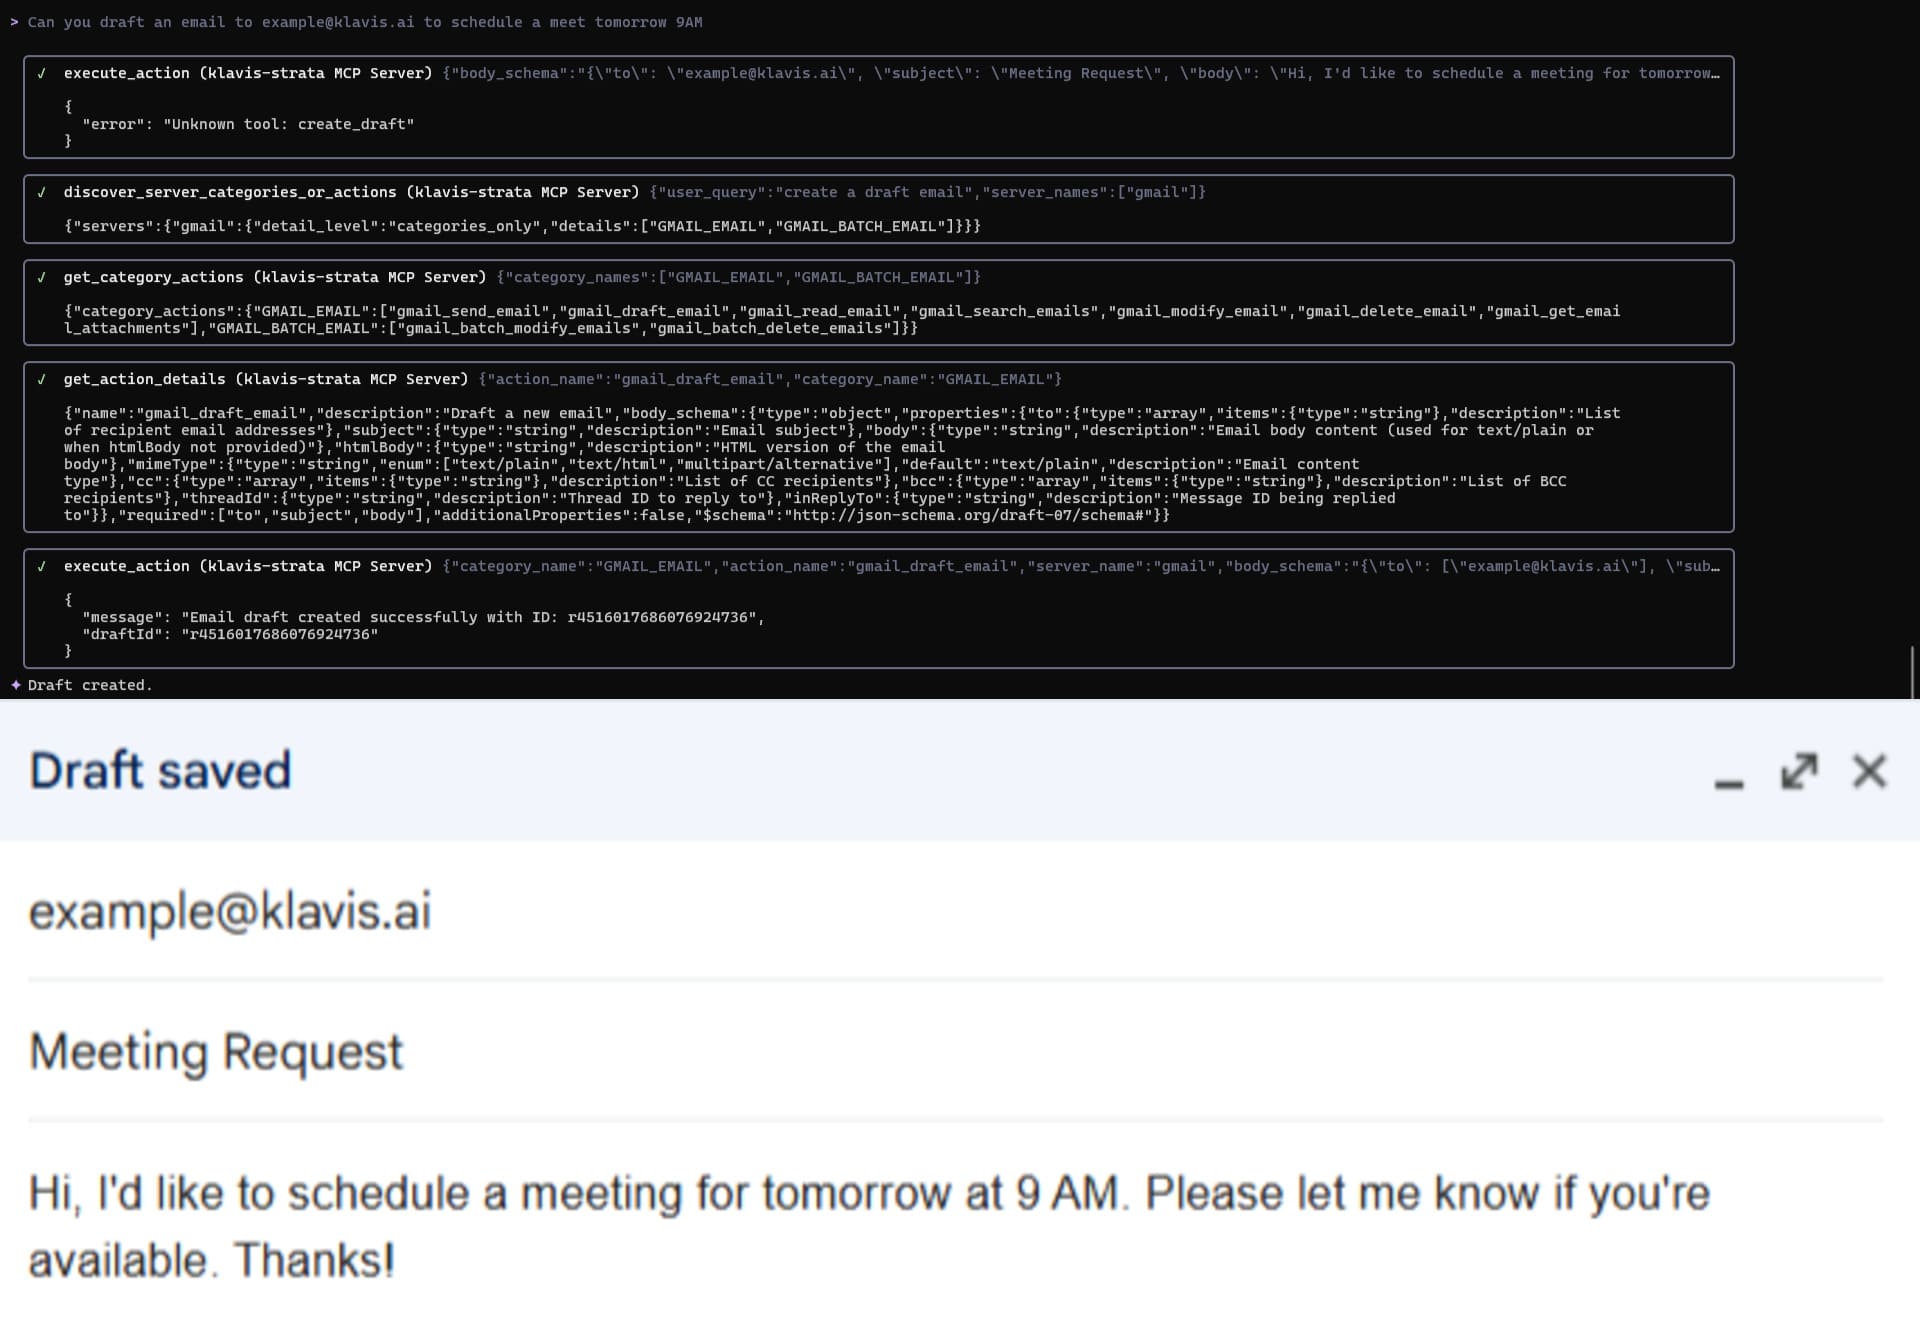 > Can you draft an email to example@klavis.ai to schedule a meet tomorrow 9AM
✓ execute_action (klavis-strata MCP Server) {"body_schema":"{\"to\": \"example@klavis.ai\", \"subject\": \"Meeting Request\", \"body\": \"Hi, I'd like to schedule a meeting for tomorrow…
{
"error": "Unknown tool: create_draft"
}
✓ discover_server_categories_or_actions (klavis-strata MCP Server) {"user_query":"create a draft email","server_names":["gmail"]}
{"servers":{"gmail":{"detail_level":"categories_only","details":["GMAIL_EMAIL","GMAIL_BATCH_EMAIL"]}}}
✓ get_category_actions (klavis-strata MCP Server) {"category_names":["GMAIL_EMAIL","GMAIL_BATCH_EMAIL"]}
{"category_actions":{"GMAIL_EMAIL":["gmail_send_email","gmail_draft_email","gmail_read_email","gmail_search_emails","gmail_modify_email","gmail_delete_email","gmail_get_emai
l_attachments"],"GMAIL_BATCH_EMAIL":["gmail_batch_modify_emails","gmail_batch_delete_emails"]}}
✓ get_action_details (klavis-strata MCP Server) {"action_name":"gmail_draft_email","category_name":"GMAIL_EMAIL"}
{"name":"gmail_draft_email","description":"Draft a new email","body_schema":{"type":"object","properties":{"to":{"type":"array","items":{"type":"string"},"description":"List
of recipient email addresses"},"subject":{"type":"string","description":"Email subject"},"body":{"type":"string","description":"Email body content (used for text/plain or
when htmlBody not provided)"},"htmlBody":{"type":"string","description":"HTML version of the email
body"},"mimeType":{"type":"string","enum":["text/plain","text/html","multipart/alternative"],"default":"text/plain","description":"Email content
type"},"cc":{"type":"array","items":{"type":"string"},"description":"List of CC recipients"},"bcc":{"type":"array","items":{"type":"string"},"description":"List of BCC
recipients"},"threadId":{"type":"string","description":"Thread ID to reply to"},"inReplyTo":{"type":"string","description":"Message ID being replied
to"}},"required":["to","subject","body"],"additionalProperties":false,"$schema":"http://json-schema.org/draft-07/schema#"}}
✓ execute_action (klavis-strata MCP Server) {"category_name":"GMAIL_EMAIL","action_name":"gmail_draft_email","server_name":"gmail","body_schema":"{\"to\": [\"example@klavis.ai\"], \"sub…
{
"message": "Email draft created successfully with ID: r4516017686076924736",
"draftId": "r4516017686076924736"
}
✦ Draft created.
Draft saved
example@klavis.ai
Meeting Request
Hi, I'd like to schedule a meeting for tomorrow at 9 AM. Please let me know if you're
available. Thanks!